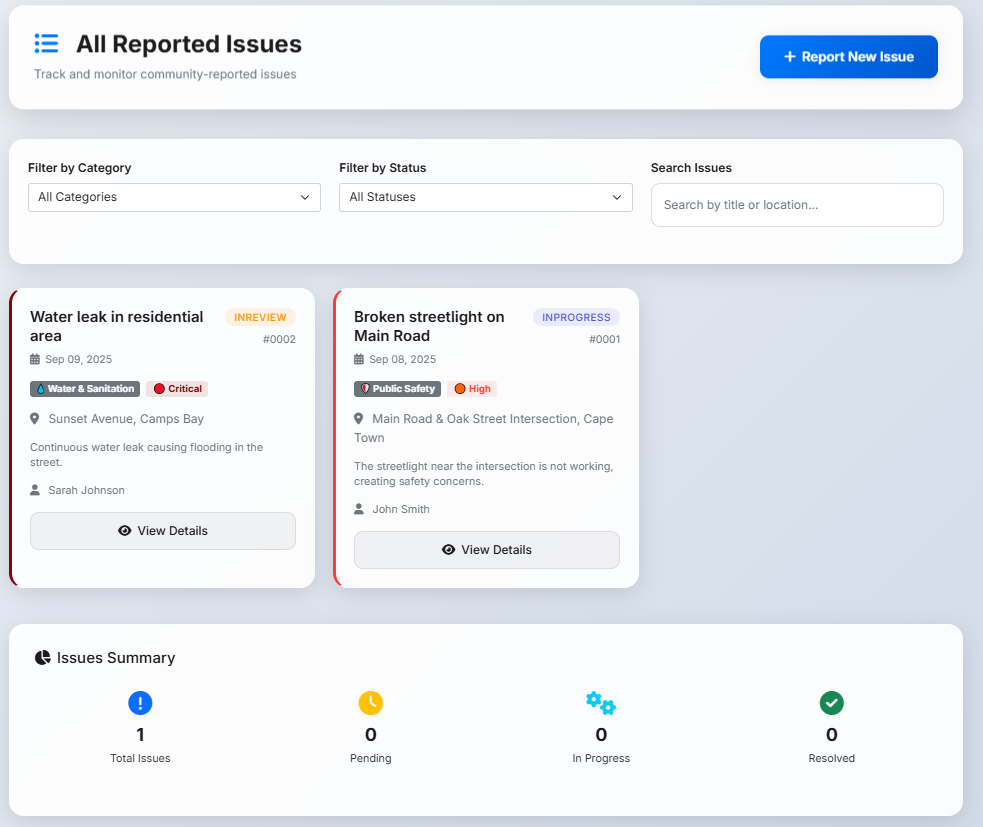 All Reported Issues
Track and monitor community-reported issues
+ Report New Issue
Filter by Category
All Categories
Filter by Status
All Statuses
Search Issues
Search by title or location...
Water leak in residential
area
INREVIEW
#0002
Sep 09, 2025
Water & Sanitation
Critical
Sunset Avenue, Camps Bay
Continuous water leak causing flooding in the
street.
Sarah Johnson
View Details
Broken streetlight on
Main Road
INPROGRESS
#0001
Sep 08, 2025
Public Safety
High
Main Road & Oak Street Intersection, Cape
Town
The streetlight near the intersection is not working,
creating safety concerns.
John Smith
View Details
Issues Summary
1
Total Issues
0
Pending
0
In Progress
0
Resolved